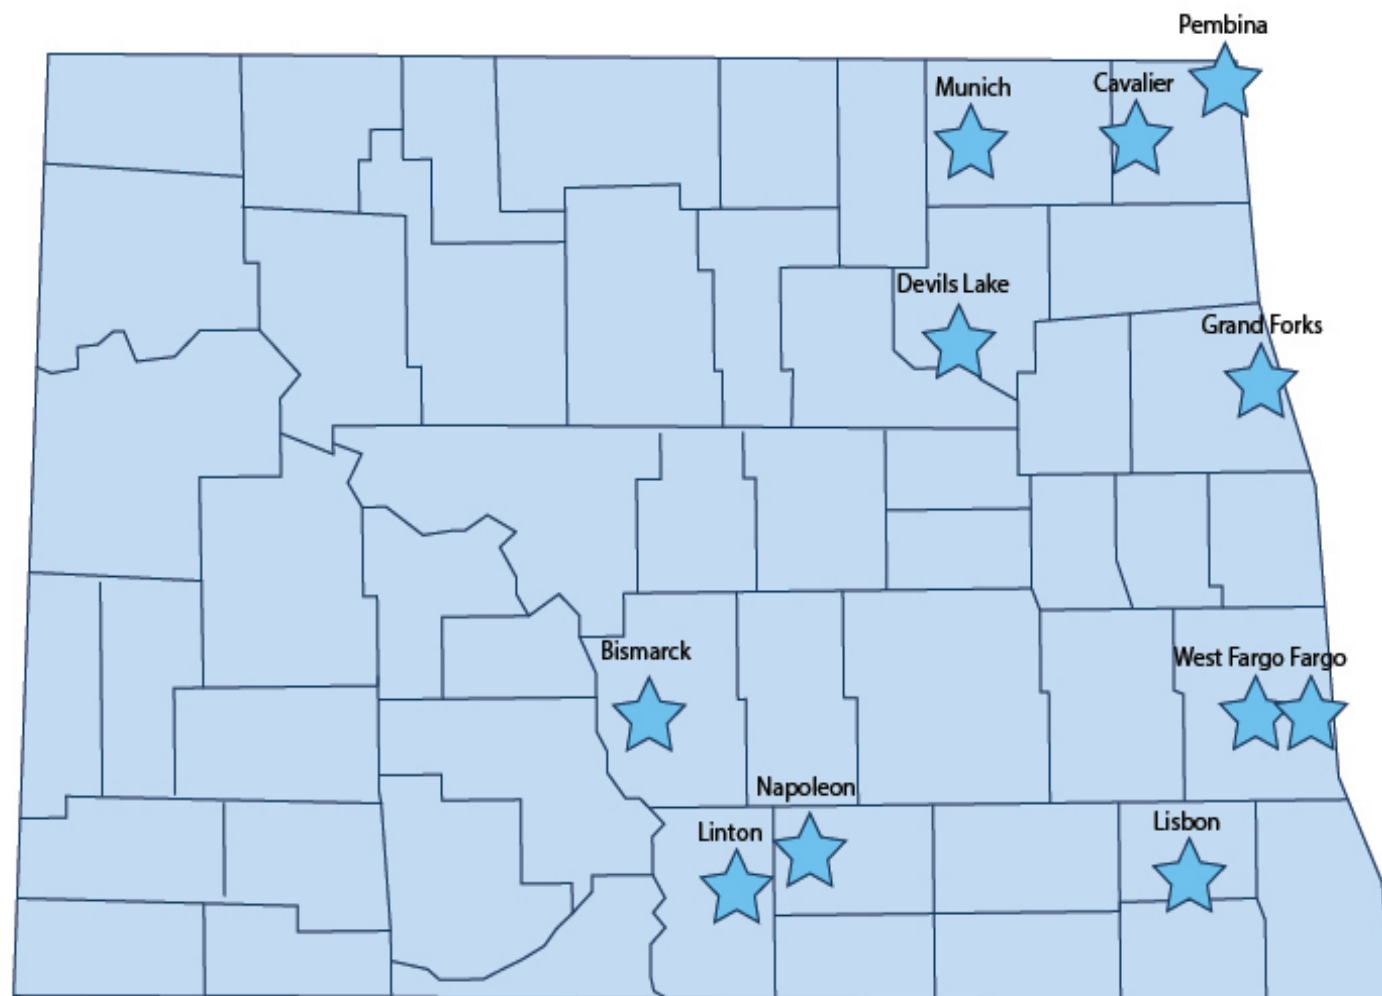 Pembina
Munich
Cavalier
Devils Lake
Grand Forks
Bismarck
West Fargo Fargo
Napoleon
Linton
Lisbon